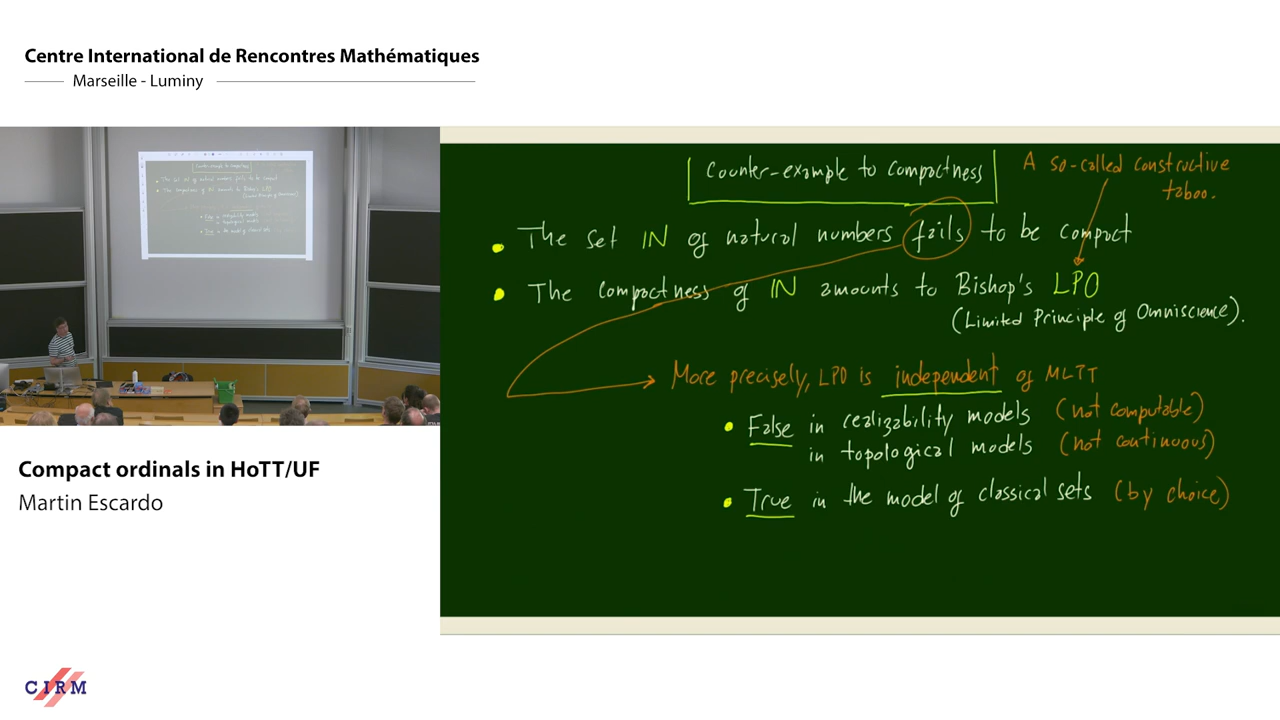 Centre International de Rencontres Mathématiques
Marseille - Luminy
Counter-example to compactness
A so-called constructive
taboo.
• The set ℕ of natural numbers fails to be compact
• The compactness of ℕ amounts to Bishop's LPO
(Limited Principle of Omniscience).
More precisely, LPO is independent of MLTT
• False in realizability models (not computable)
in topological models (not continuous)
• True in the model of classical sets (by choice)
Compact ordinals in HoTT/UF
Martin Escardo
CIRM